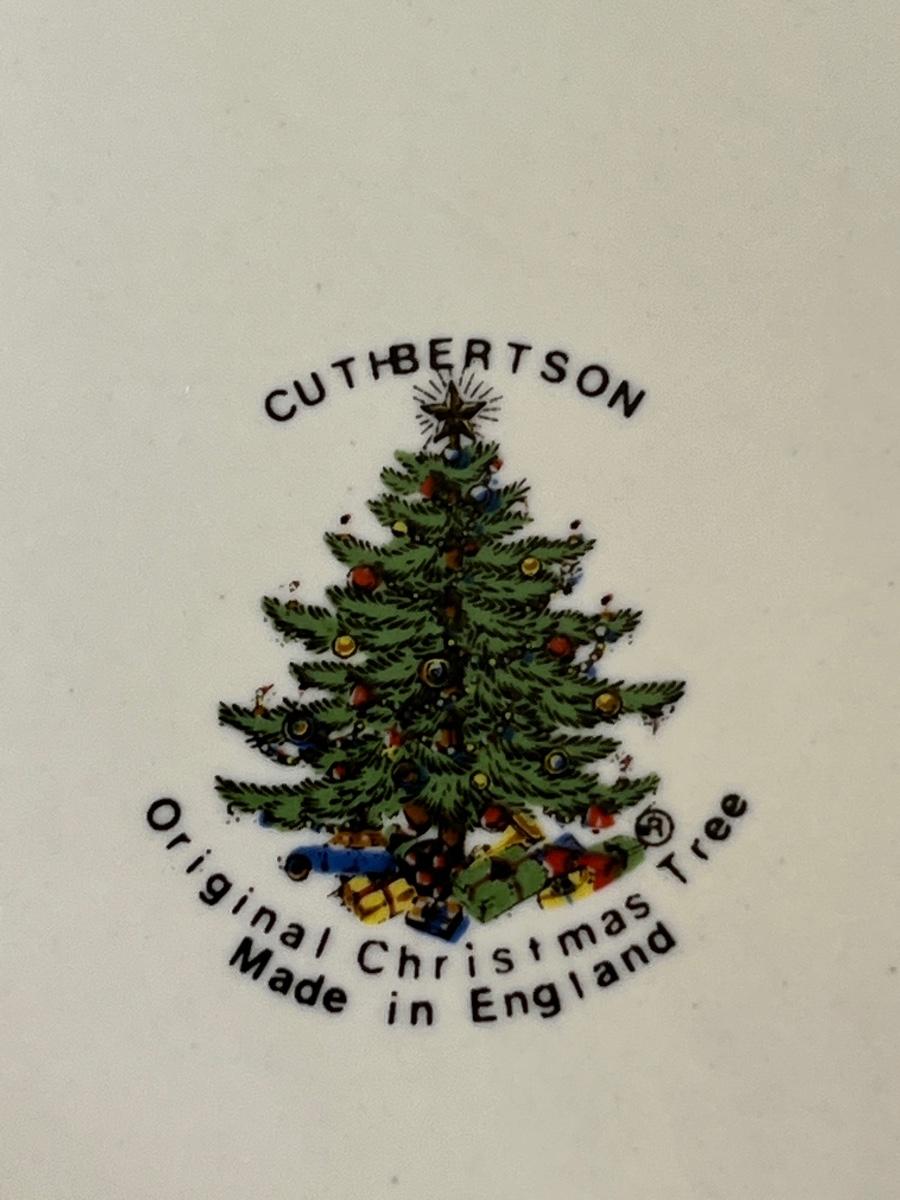 CUTHBERTSON
®
Original Christmas Tree
Made in England